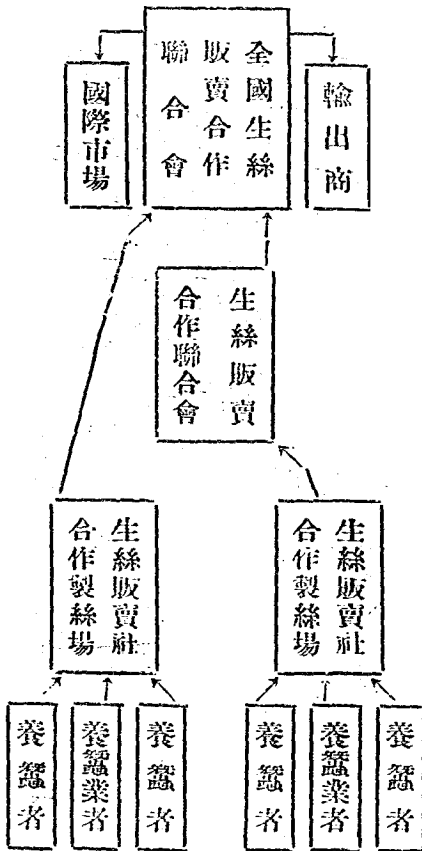 輸出商
全國生絲
販賣合作
聯合會
國際市場
生絲販賣
合作聯合會
生絲販賣社
合作製絲場
生絲販賣社
合作製絲場
養蠶者
養蠶業者
養蠶者
養蠶者
養蠶業者
養蠶者